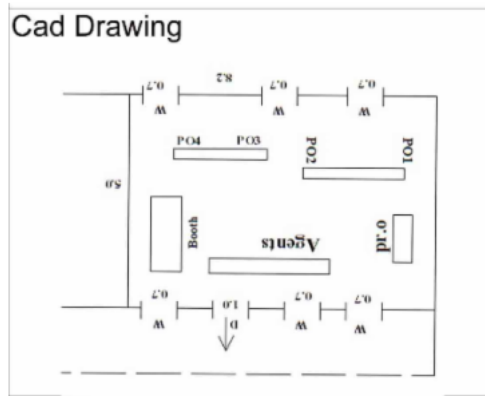 Cad Drawing
0.7
8.2
0.7
0.7
W
W
W
PO4 PO3
PO2
PO1
5.0
Booth
Agents
pr.o
0.7
1.0
0.7
0.7
W
D
W
W